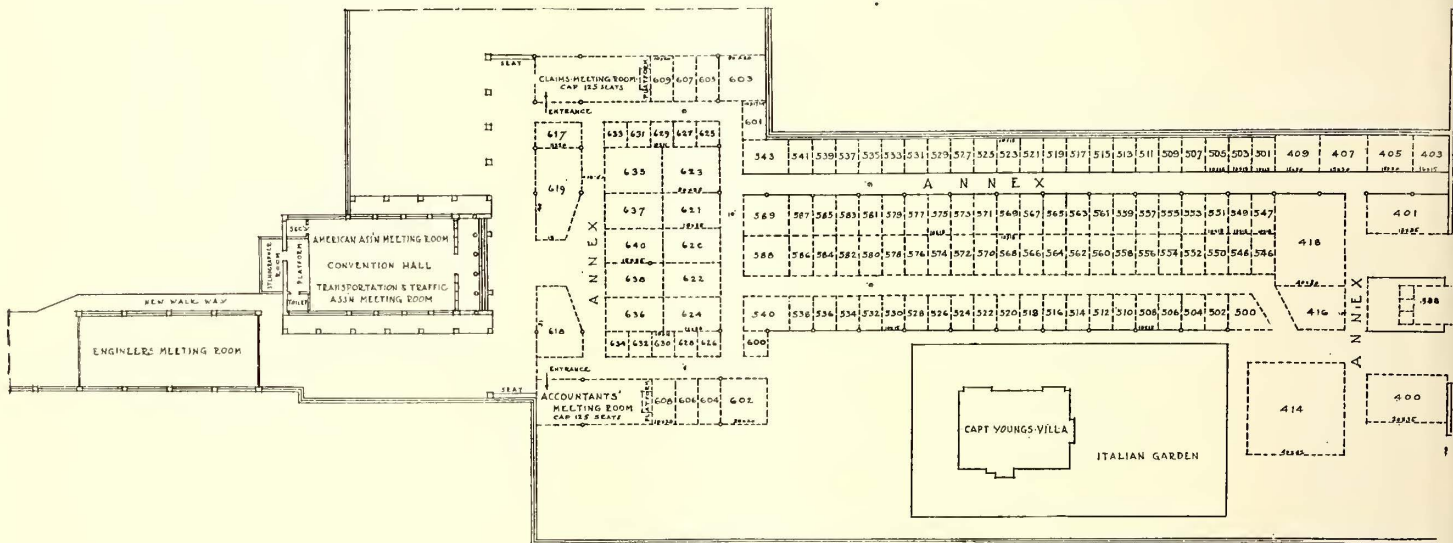 SEAT
CLAIMS-MEETING ROOM-
CAP 125 SEATS
PLATFORM
609 607 605 603
ENTRANCE
601
617
633 631 629 627 625
619
635 623
637 621
640 620
638 622
636 624
634 632 630 628 626
618
600
ANNEX
SEC'Y
AMERICAN ASS'N MEETING ROOM
STENOGRAPHER
ROOM
PLATFORM
CONVENTION HALL
TOILET
TRANSPORTATION & TRAFFIC
ASS'N MEETING ROOM
NEW WALK WAY
ENGINEERS MEETING ROOM
SEAT
ENTRANCE
ACCOUNTANTS'
MEETING ROOM
CAP 125 SEATS
PLATFORM
608 606 604 602
543 541 539 537 535 533 531 529 527 525 523 521 519 517 515 513 511 509 507 505 503 501 409 407 405 403
ANNEX
589 587 585 583 581 579 577 575 573 571 569 567 565 563 561 559 557 555 553 551 549 547
401
418
588 586 584 582 580 578 576 574 572 570 568 566 564 562 560 558 556 554 552 550 548 546
540 538 536 534 532 530 528 526 524 522 520 518 516 514 512 510 508 506 504 502 500
416
ANNEX
CAPT YOUNGS-VILLA
ITALIAN GARDEN
414
400